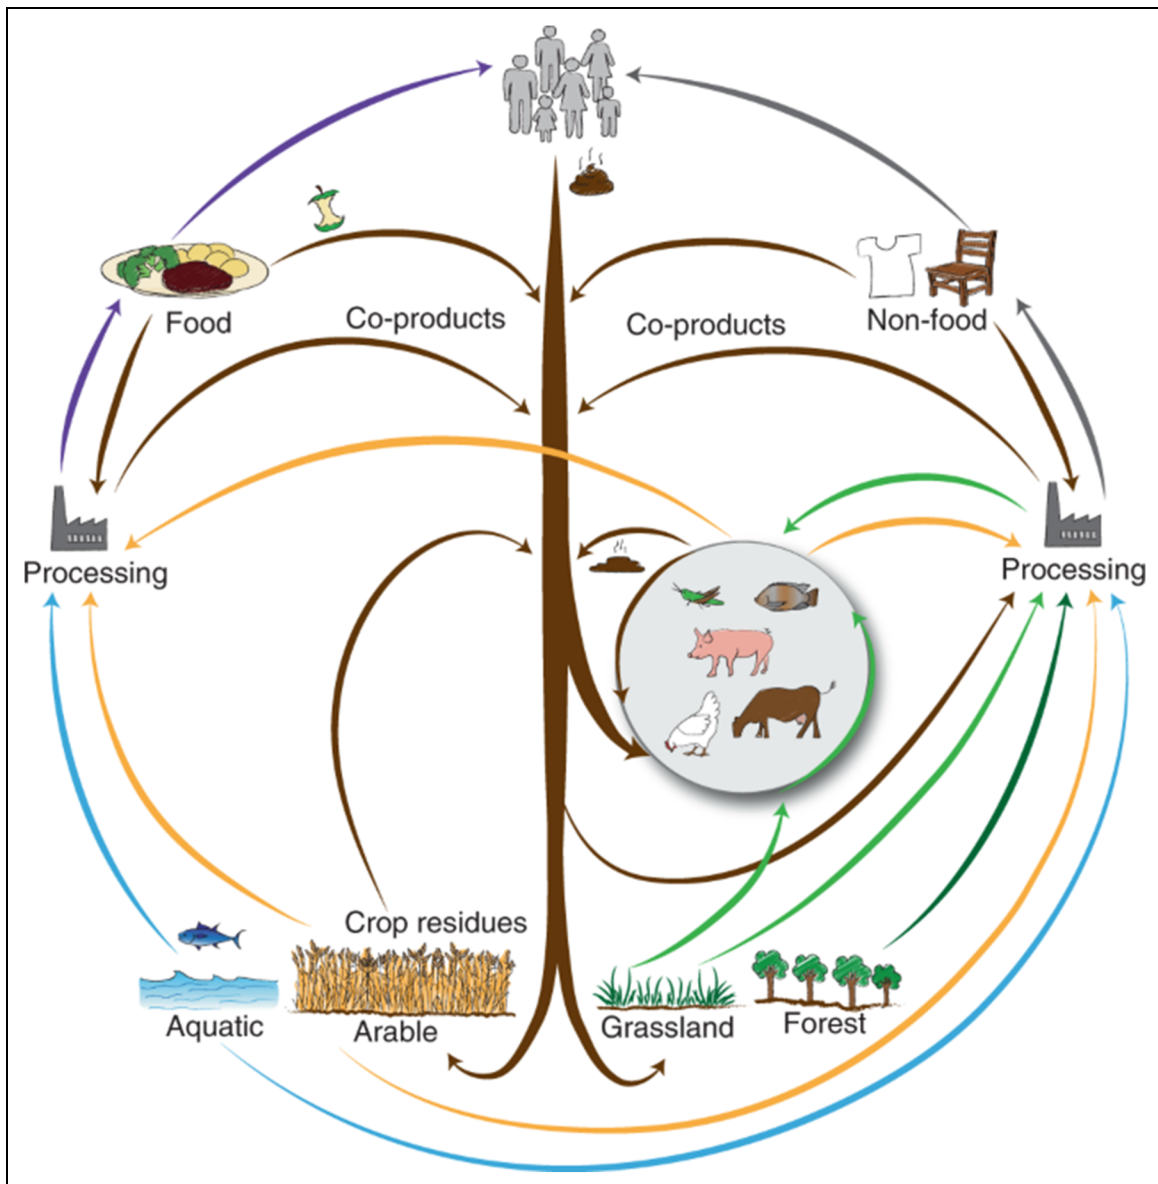 Food
Co-products
Co-products
Non-food
Processing
Processing
Crop residues
Aquatic
Arable
Grassland
Forest